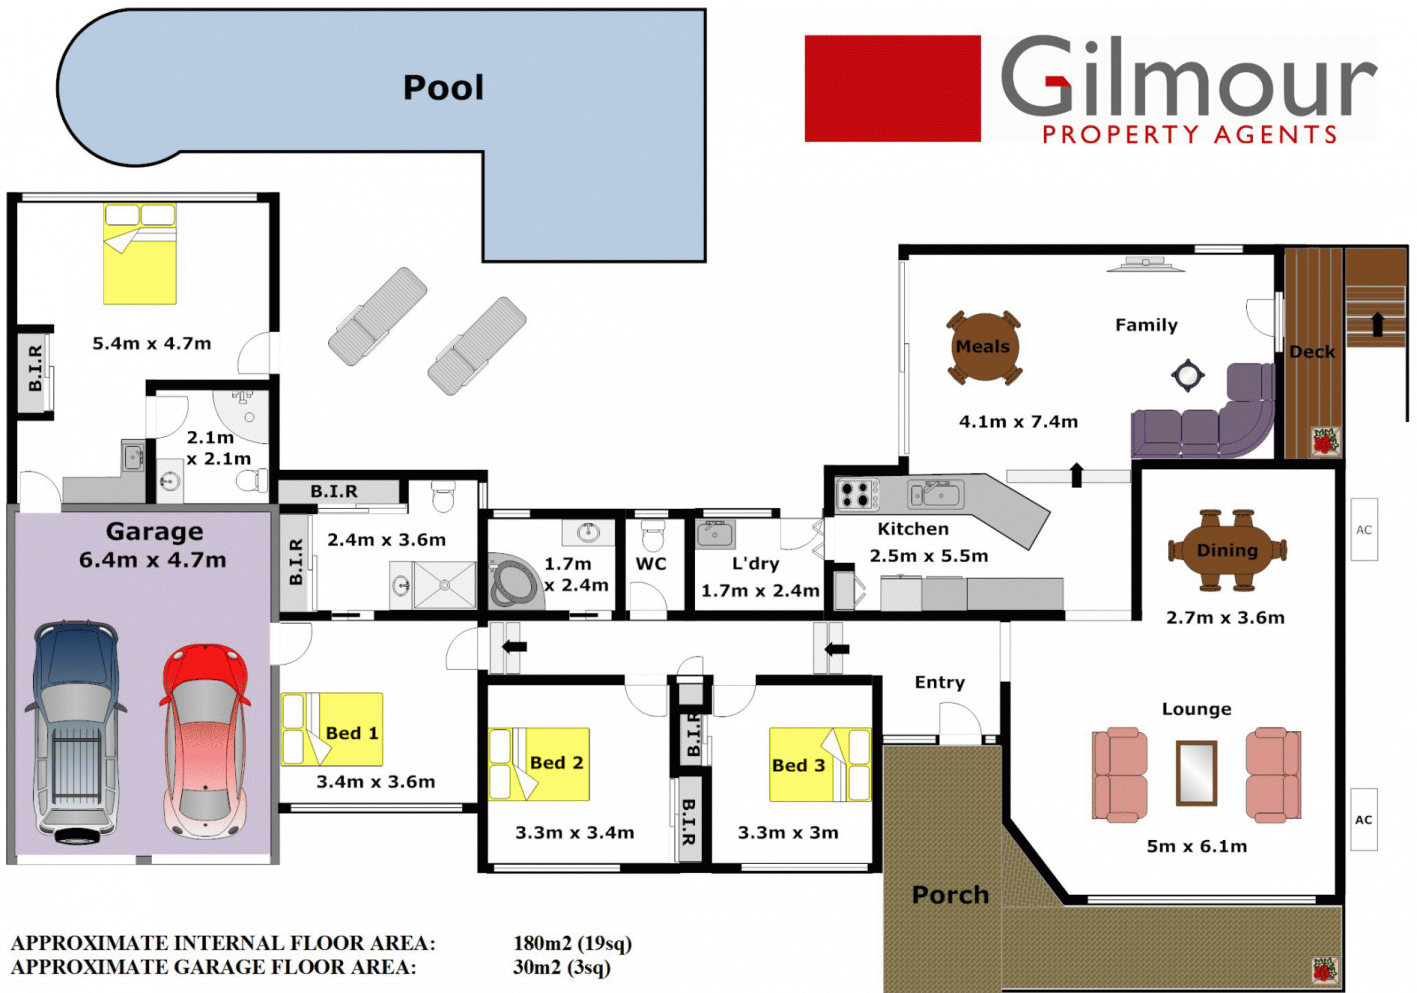 Pool
Gilmour
PROPERTY AGENTS
5.4m x 4.7m
B.I.R
2.1m
x 2.1m
Meals
Family
Deck
4.1m x 7.4m
Garage
6.4m x 4.7m
B.I.R
B.I.R
2.4m x 3.6m
1.7m
x 2.4m
WC
L'dry
1.7m x 2.4m
Kitchen
2.5m x 5.5m
Dining
2.7m x 3.6m
AC
Entry
Lounge
5m x 6.1m
AC
Bed 1
3.4m x 3.6m
Bed 2
3.3m x 3.4m
B.I.R
B.I.R
Bed 3
3.3m x 3m
Porch
APPROXIMATE INTERNAL FLOOR AREA: 180m2 (19sq)
APPROXIMATE GARAGE FLOOR AREA: 30m2 (3sq)